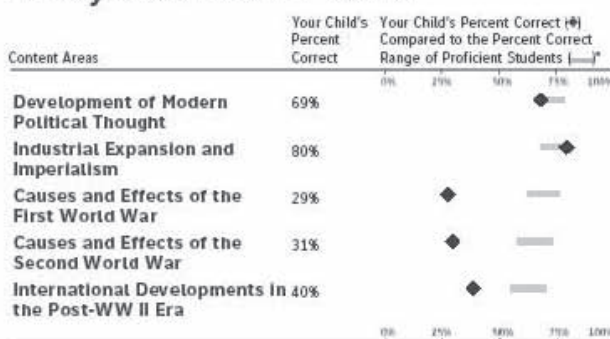 Your Child's Percent Correct
Your Child's Percent Correct (◆) Compared to the Percent Correct Range of Proficient Students (—)*
Content Areas
0% 25% 50% 75% 100%
Development of Modern Political Thought 69%
Industrial Expansion and Imperialism 80%
Causes and Effects of the First World War 29%
Causes and Effects of the Second World War 31%
International Developments in the Post-WW II Era 40%
0% 25% 50% 75% 100%